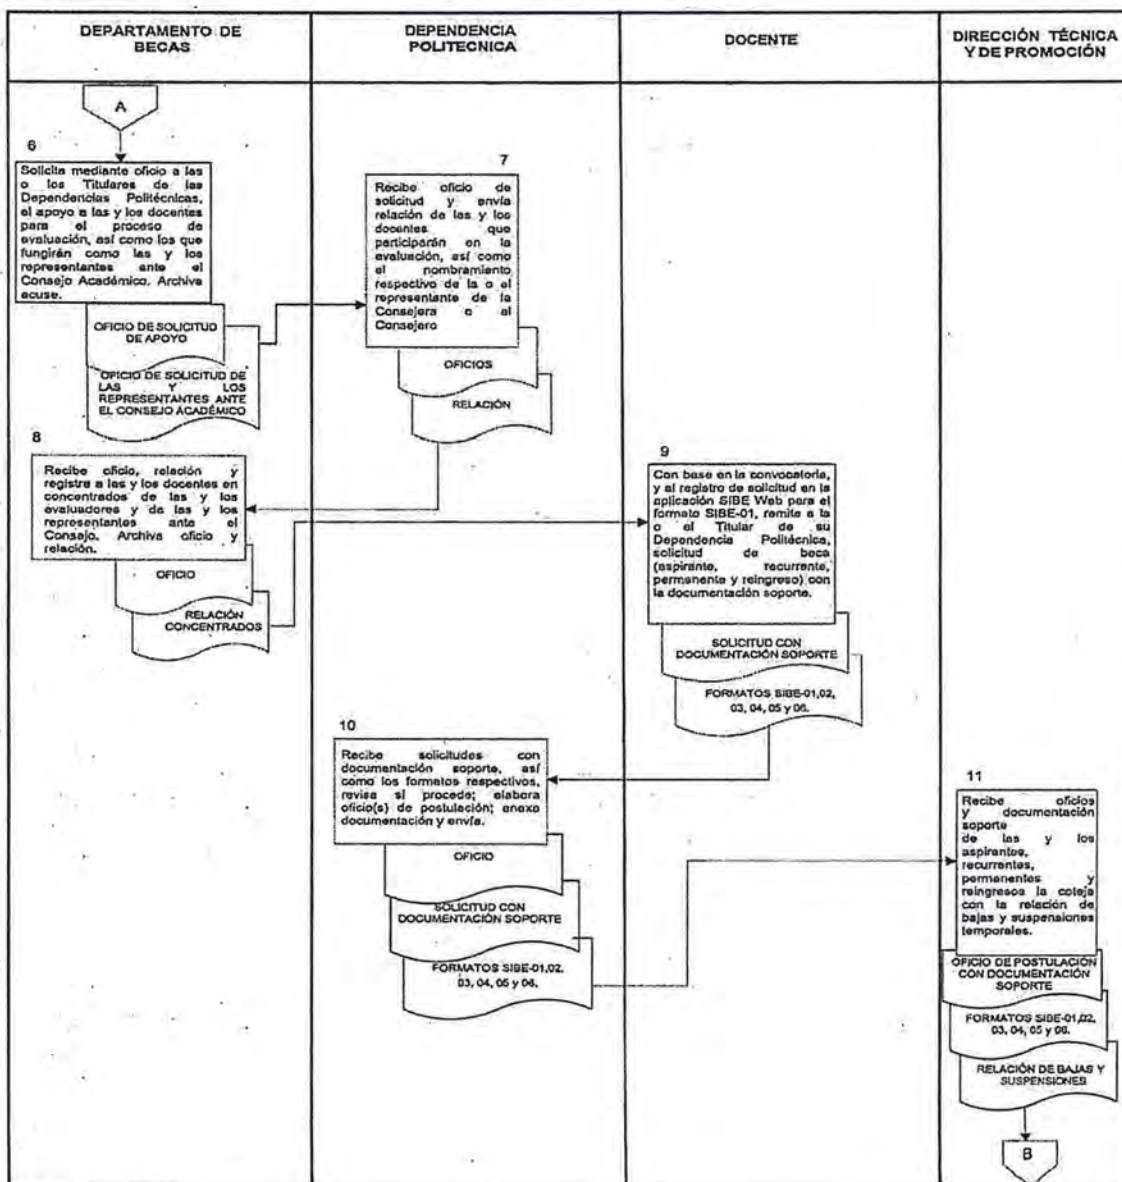 DEPARTAMENTO DE
BECAS
DEPENDENCIA
POLITECNICA
DOCENTE
DIRECCIÓN TÉCNICA
Y DE PROMOCIÓN
A
6
Solicita mediante oficio a las
o los Titulares de las
Dependencias Politécnicas,
el apoyo a las y los docentes
para el proceso de
evaluación, así como los que
fungirán como las y los
representantes ante el
Consejo Académico. Archiva
acuse.
OFICIO DE SOLICITUD
DE APOYO
OFICIO DE SOLICITUD DE
LAS Y LOS
REPRESENTANTES ANTE
EL CONSEJO ACADÉMICO
7
Recibe oficio de
solicitud y envía
relación de las y los
docentes que
participarán en la
evaluación, así como
el nombramiento
respectivo de la o el
representante de la
Consejera o el
Consejero
OFICIOS
RELACIÓN
8
Recibe oficio, relación y
registra a las y los docentes en
concentrados de las y los
evaluadores y de las y los
representantes ante el
Consejo. Archiva oficio y
relación.
OFICIO
RELACIÓN
CONCENTRADOS
9
Con base en la convocatoria,
y al registro de solicitud en la
aplicación SIBE Web para el
formato SIBE-01, remite a la
o el Titular de su
Dependencia Politécnica,
solicitud de beca
(aspirante, recurrente,
permanente y reingreso) con
la documentación soporte.
SOLICITUD CON
DOCUMENTACIÓN SOPORTE
FORMATOS SIBE-01,02,
03, 04, 05 y 06.
10
Recibe solicitudes con
documentación soporte, así
como los formatos respectivos,
revisa si procede; elabora
oficio(s) de postulación; anexa
documentación y envía.
OFICIO
SOLICITUD CON
DOCUMENTACIÓN SOPORTE
FORMATOS SIBE-01,02,
03, 04, 05 y 06.
11
Recibe oficios
y documentación
soporte
de las y los
aspirantes,
recurrentes,
permanentes y
reingresos la coteja
con la relación de
bajas y suspensiones
temporales.
OFICIO DE POSTULACIÓN
CON DOCUMENTACIÓN
SOPORTE
FORMATOS SIBE-01,02,
03, 04, 05 y 06.
RELACIÓN DE BAJAS Y
SUSPENSIONES
B